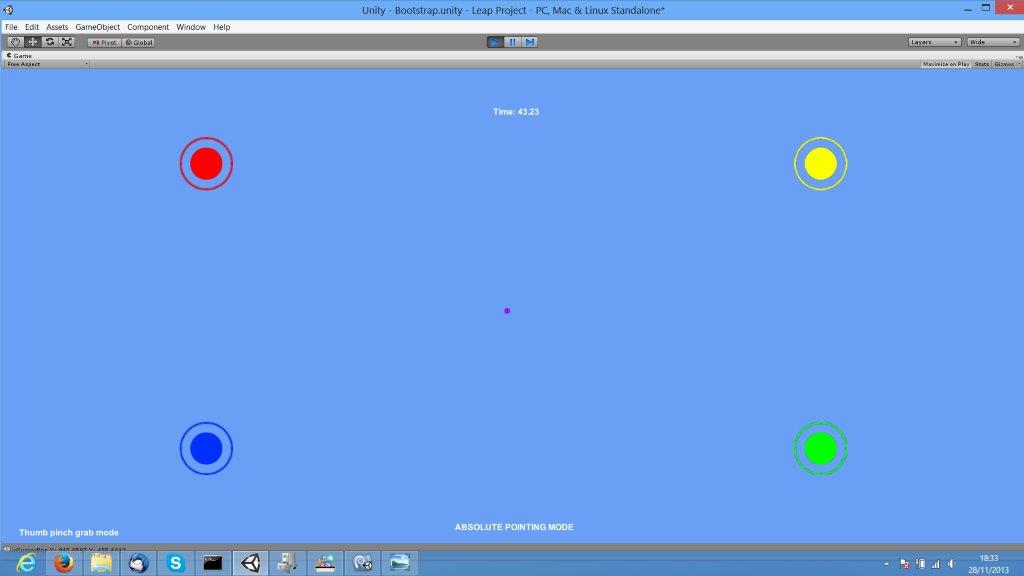 Unity - Bootstrap.unity - Leap Project - PC, Mac & Linux Standalone*
File Edit Assets GameObject Component Window Help
Pivot Global Layers Wide
Game
Free Aspect Maximize on Play Stats Gizmos
Time: 43.23
ABSOLUTE POINTING MODE
Thumb pinch grab mode
18:33
28/11/2013